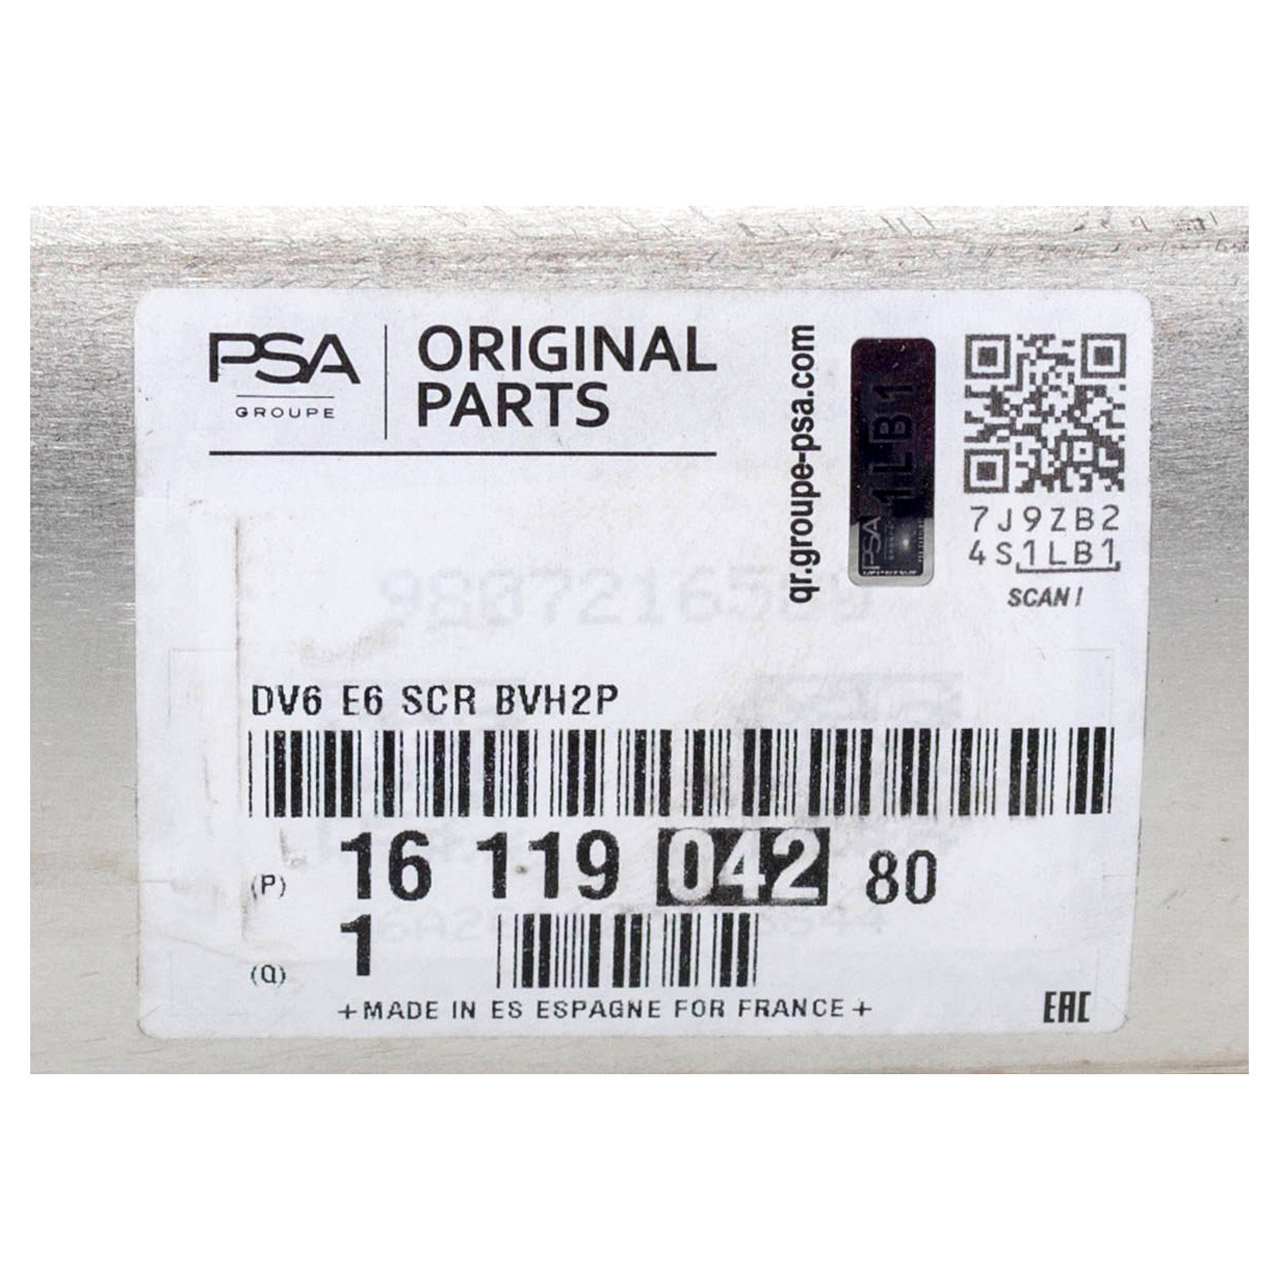 PSA
GROUPE
ORIGINAL
PARTS
qr.groupe-psa.com
1LB1
PSA
7J9ZB2
4S1LB1
SCAN!
DV6 E6 SCR BVH2P
(P) 16 119 042 80
(Q) 1
+MADE IN ES ESPAGNE FOR FRANCE+
EAC